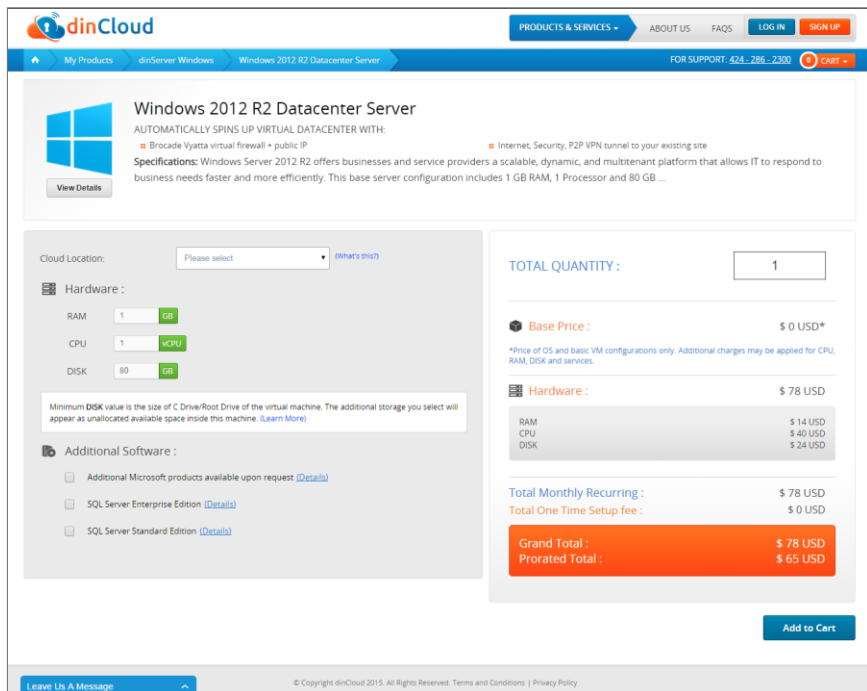 dinCloud
PRODUCTS & SERVICES
ABOUT US
FAQS
LOG IN
SIGN UP
My Products
dinServer Windows
Windows 2012 R2 Datacenter Server
FOR SUPPORT: 424 - 286 - 2300
0 CART
Windows 2012 R2 Datacenter Server
AUTOMATICALLY SPINS UP VIRTUAL DATACENTER WITH:
Brocade Vyatta virtual firewall + public IP
Internet, Security, P2P VPN tunnel to your existing site
Specifications: Windows Server 2012 R2 offers businesses and service providers a scalable, dynamic, and multitenant platform that allows IT to respond to
business needs faster and more efficiently. This base server configuration includes 1 GB RAM, 1 Processor and 80 GB ...
View Details
Cloud Location:
Please select
(What's this?)
Hardware :
RAM 1 GB
CPU 1 vCPU
DISK 80 GB
Minimum DISK value is the size of C Drive/Root Drive of the virtual machine. The additional storage you select will
appear as unallocated available space inside this machine. (Learn More)
Additional Software :
Additional Microsoft products available upon request (Details)
SQL Server Enterprise Edition (Details)
SQL Server Standard Edition (Details)
TOTAL QUANTITY : 1
Base Price : $ 0 USD*
*Price of OS and basic VM configurations only. Additional charges may be applied for CPU,
RAM, DISK and services.
Hardware : $ 78 USD
RAM $ 14 USD
CPU $ 40 USD
DISK $ 24 USD
Total Monthly Recurring : $ 78 USD
Total One Time Setup fee : $ 0 USD
Grand Total : $ 78 USD
Prorated Total : $ 65 USD
Add to Cart
Leave Us A Message
© Copyright dinCloud 2015. All Rights Reserved. Terms and Conditions | Privacy Policy